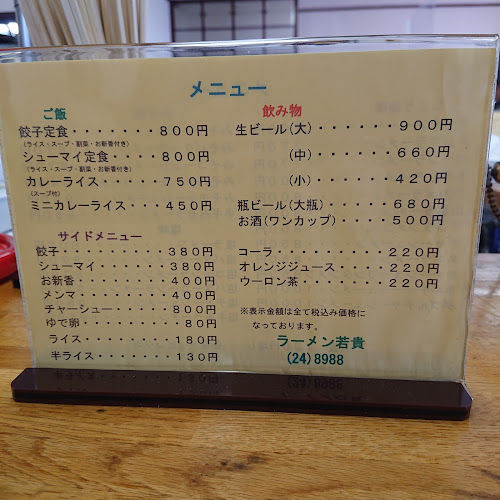 メニュー
ご飯
餃子定食・・・・・・・800円
(ライス・スープ・割菜・お新香付き)
シューマイ定食・・・・800円
(ライス・スープ・割菜・お新香付き)
カレーライス・・・・・750円
(スープ付)
ミニカレーライス・・・450円
サイドメニュー
餃子・・・・・・・・・380円
シューマイ・・・・・・380円
お新香・・・・・・・・400円
メンマ・・・・・・・・400円
チャーシュー・・・・・800円
ゆで卵・・・・・・・・・80円
ライス・・・・・・・・180円
半ライス・・・・・・・130円
飲み物
生ビール(大)・・・・・900円
(中)・・・・・660円
(小)・・・・・420円
瓶ビール(大瓶)・・・・・680円
お酒(ワンカップ)・・・・500円
コーラ・・・・・・・・・220円
オレンジジュース・・・・220円
ウーロン茶・・・・・・・220円
※表示金額は全て税込み価格に
なっております。
ラーメン若貴
(24)8988